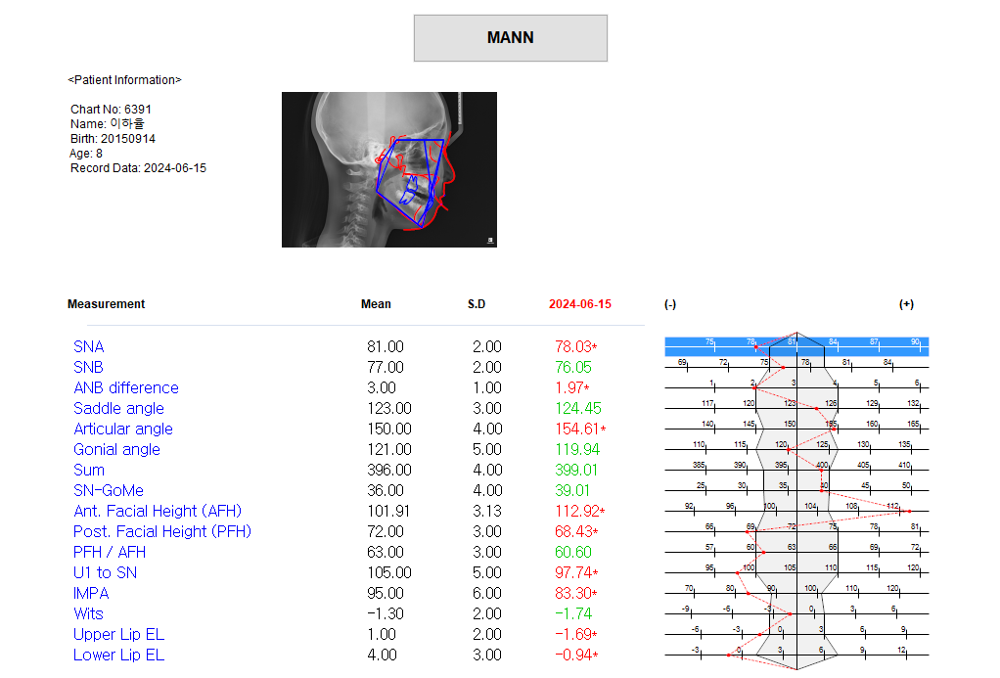 MANN
<Patient Information>
Chart No: 6391
Name: 이하율
Birth: 20150914
Age: 8
Record Data: 2024-06-15
Measurement Mean S.D 2024-06-15 (-) (+)
SNA 81.00 2.00 78.03* 75 78 81 84 87 90
SNB 77.00 2.00 76.05 69 72 75 78 81 84
ANB difference 3.00 1.00 1.97* 1 2 3 4 5 6
Saddle angle 123.00 3.00 124.45 117 120 123 126 129 132
Articular angle 150.00 4.00 154.61* 140 145 150 155 160 165
Gonial angle 121.00 5.00 119.94 110 115 120 125 130 135
Sum 396.00 4.00 399.01 385 390 395 400 405 410
SN-GoMe 36.00 4.00 39.01 25 30 35 40 45 50
Ant. Facial Height (AFH) 101.91 3.13 112.92* 92 96 100 104 108 112
Post. Facial Height (PFH) 72.00 3.00 68.43* 66 69 72 75 78 81
PFH / AFH 63.00 3.00 60.60 57 60 63 66 69 72
U1 to SN 105.00 5.00 97.74* 95 100 105 110 115 120
IMPA 95.00 6.00 83.30* 70 80 90 100 110 120
Wits -1.30 2.00 -1.74 -9 -6 -3 0 3 6
Upper Lip EL 1.00 2.00 -1.69* -6 -3 0 3 6 9
Lower Lip EL 4.00 3.00 -0.94* -3 0 3 6 9 12